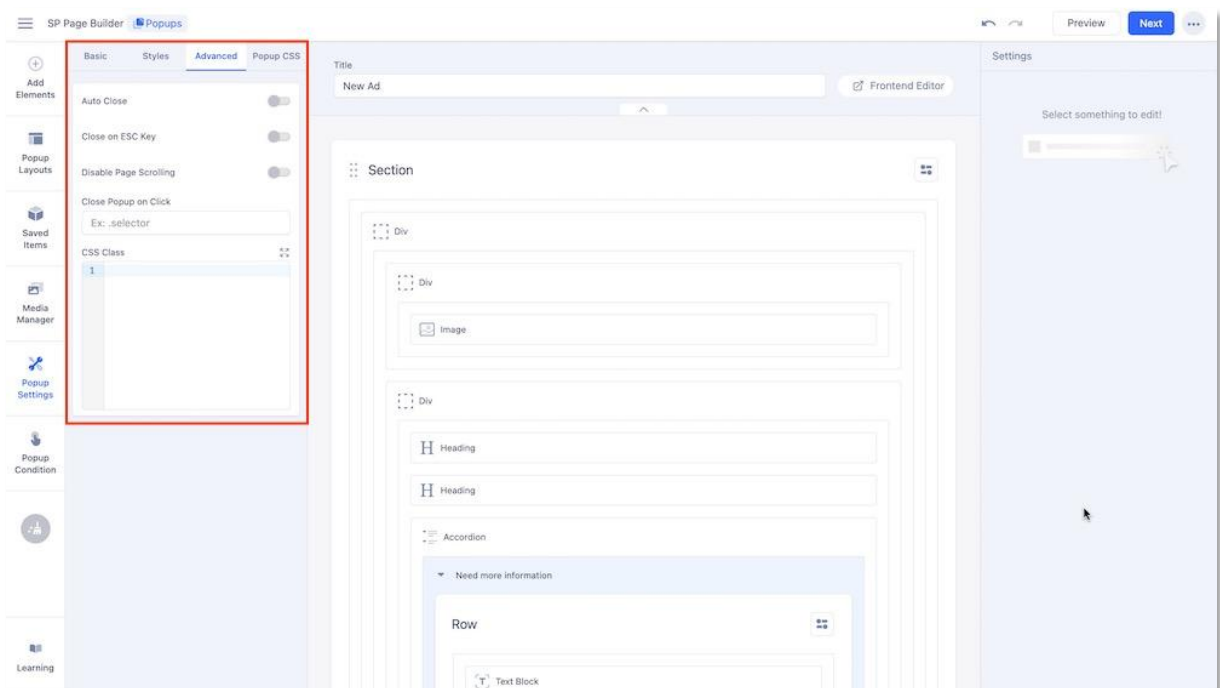 SP Page Builder
Popups
Preview
Next
Add
Elements
Popup
Layouts
Saved
Items
Media
Manager
Popup
Settings
Popup
Condition
Learning
Basic
Styles
Advanced
Popup CSS
Auto Close
Close on ESC Key
Disable Page Scrolling
Close Popup on Click
Ex: .selector
CSS Class
1
Title
New Ad
Frontend Editor
Section
Div
Div
Image
Div
H Heading
H Heading
Accordion
Need more information
Row
T Text Block
Settings
Select something to edit!